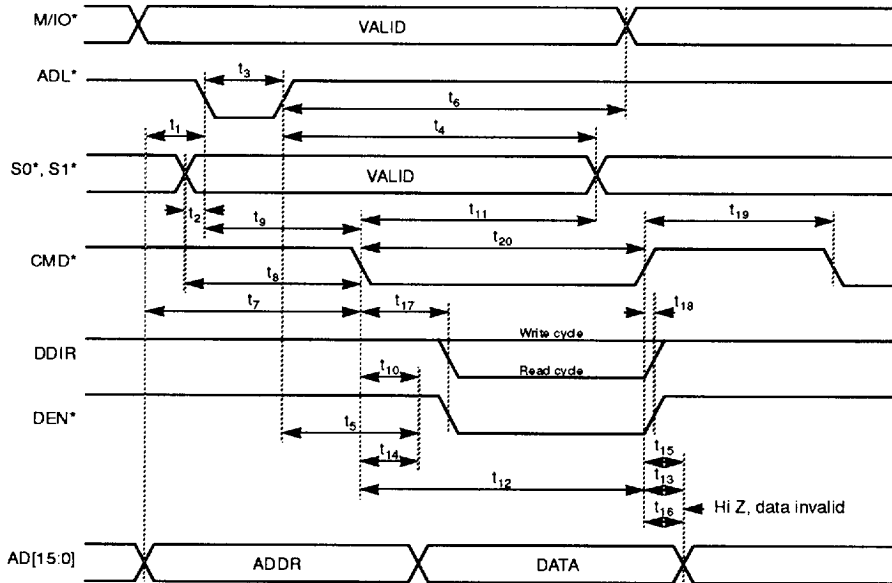 M/IO*
VALID
ADL*
t3
t6
t1
t4
S0*, S1*
VALID
t2
t9
t11
t19
t20
CMD*
t8
t7
t17
t18
DDIR
Write cycle
t10
Read cycle
DEN*
t5
t14
t15
t12
t13
Hi Z, data invalid
t16
AD[15:0]
ADDR
DATA